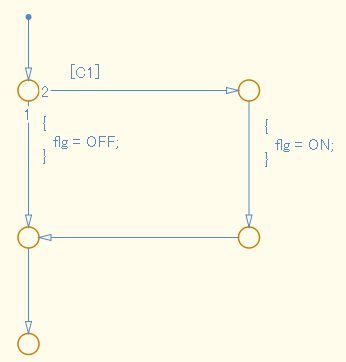 [C1]
2
1
{
flg = OFF;
}
{
flg = ON;
}